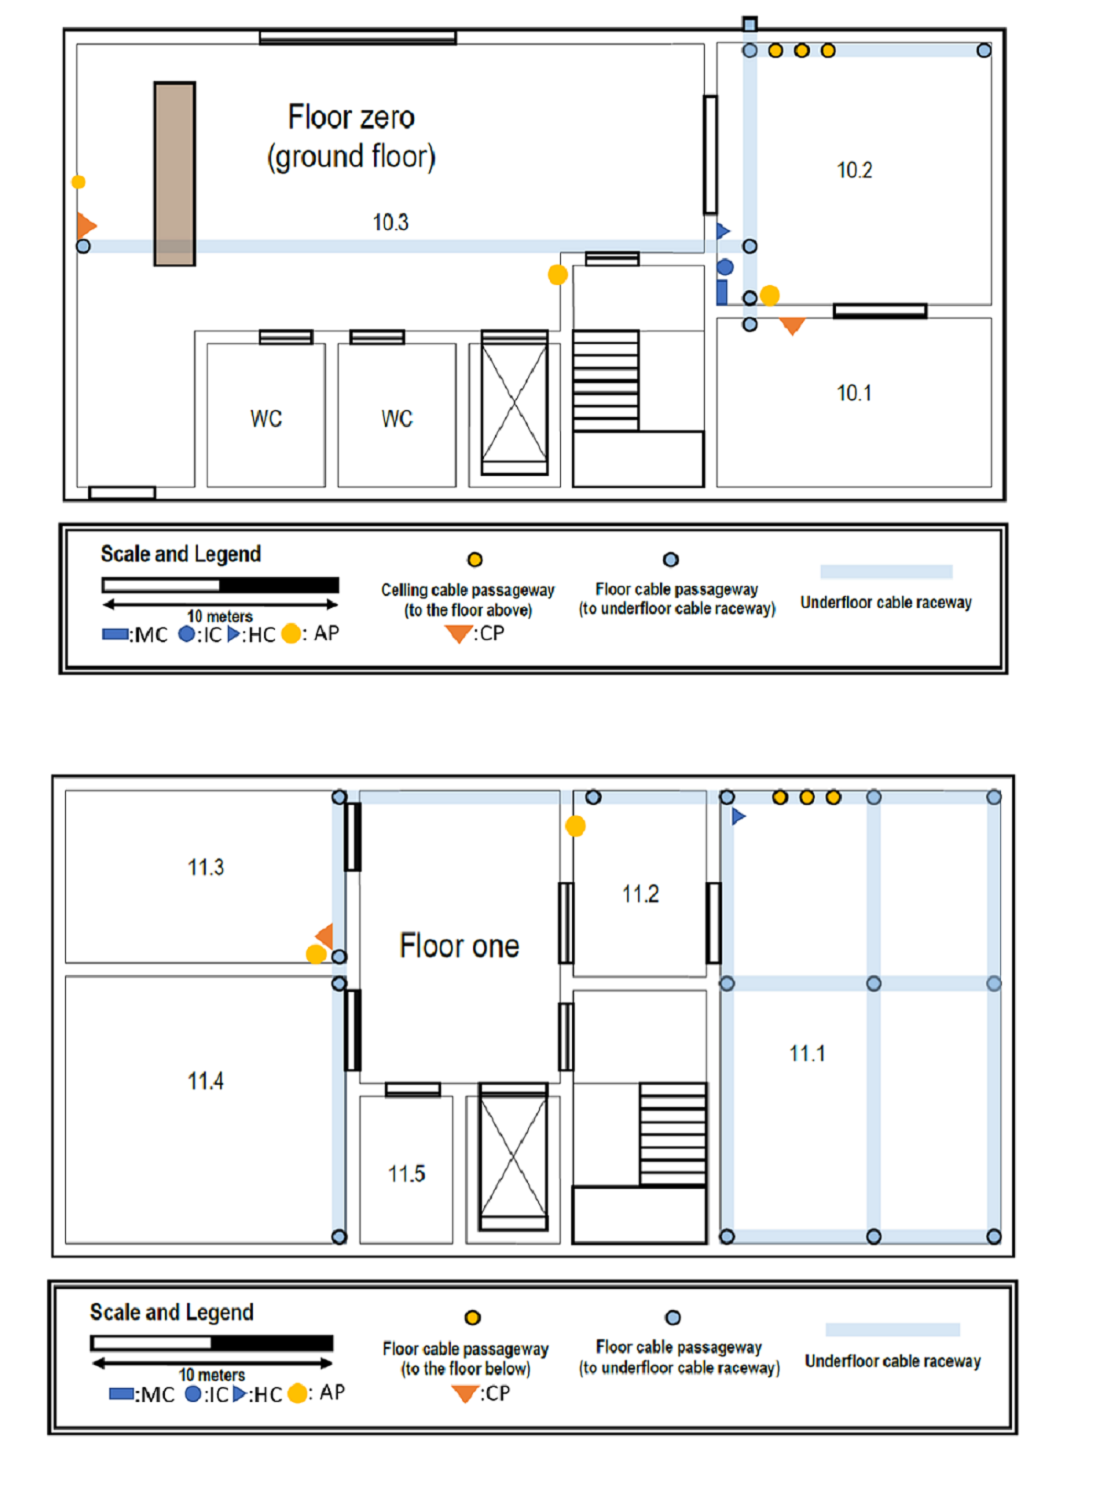 Floor zero
(ground floor)
10.2
10.3
10.1
WC
WC
Scale and Legend
10 meters
:MC :IC :HC : AP
Celling cable passageway
(to the floor above)
:CP
Floor cable passageway
(to underfloor cable raceway)
Underfloor cable raceway
11.3
11.2
Floor one
11.1
11.4
11.5
Scale and Legend
10 meters
:MC :IC :HC : AP
Floor cable passageway
(to the floor below)
:CP
Floor cable passageway
(to underfloor cable raceway)
Underfloor cable raceway